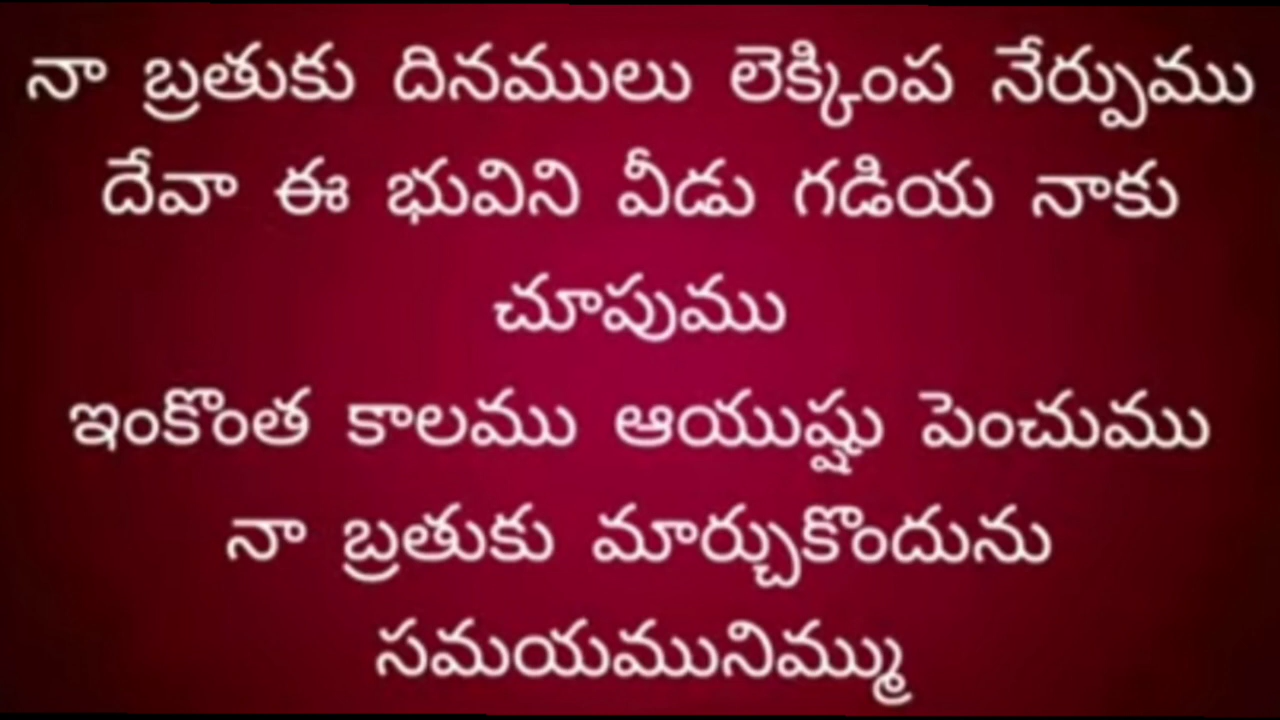 నా బ్రతుకు దినములు లెక్కింప నేర్పుము
దేవా ఈ భువిని వీడు గడియ నాకు
చూపుము
ఇంకొంత కాలము ఆయుష్షు పెంచుము
నా బ్రతుకు మార్చుకొందును
సమయమునిమ్ము